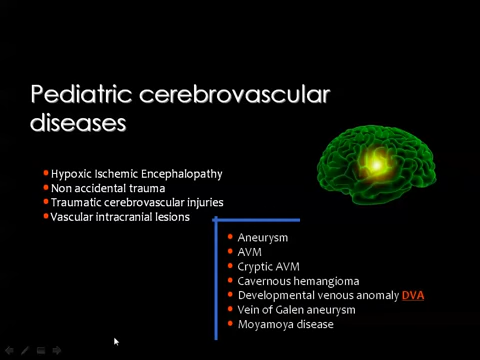 Pediatric cerebrovascular
diseases
Hypoxic Ischemic Encephalopathy
Non accidental trauma
Traumatic cerebrovascular injuries
Vascular intracranial lesions
Aneurysm
AVM
Cryptic AVM
Cavernous hemangioma
Developmental venous anomaly DVA
Vein of Galen aneurysm
Moyamoya disease